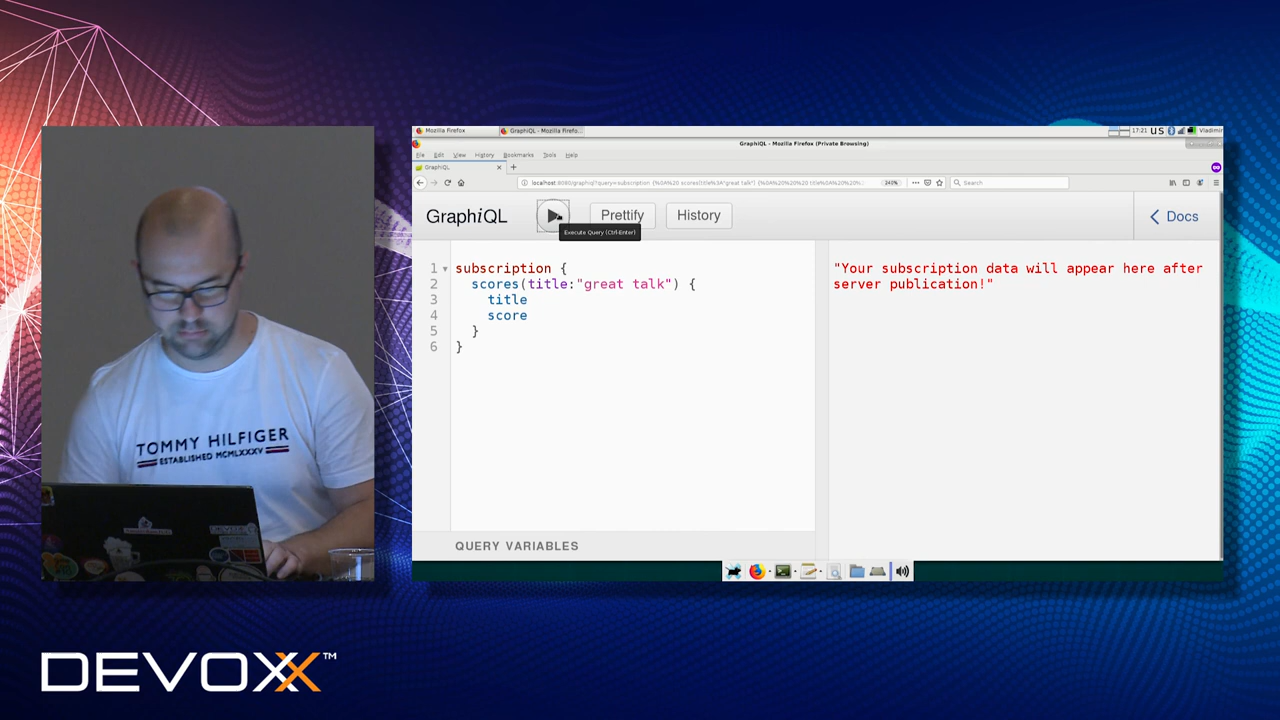 Mozilla Firefox
GraphiQL - Mozilla Firefo...
17:21 US
Vladimir
GraphiQL - Mozilla Firefox (Private Browsing)
File Edit View History Bookmarks Tools Help
GraphiQL
240%
Search
GraphiQL
Prettify
History
Docs
Execute Query (Ctrl-Enter)
1 subscription {
2 scores(title:"great talk") {
3 title
4 score
5 }
6 }
QUERY VARIABLES
"Your subscription data will appear here after
server publication!"
TOMMY HILFIGER
ESTABLISHED MCMLXXXV
DEVOXX
DEVOXX™